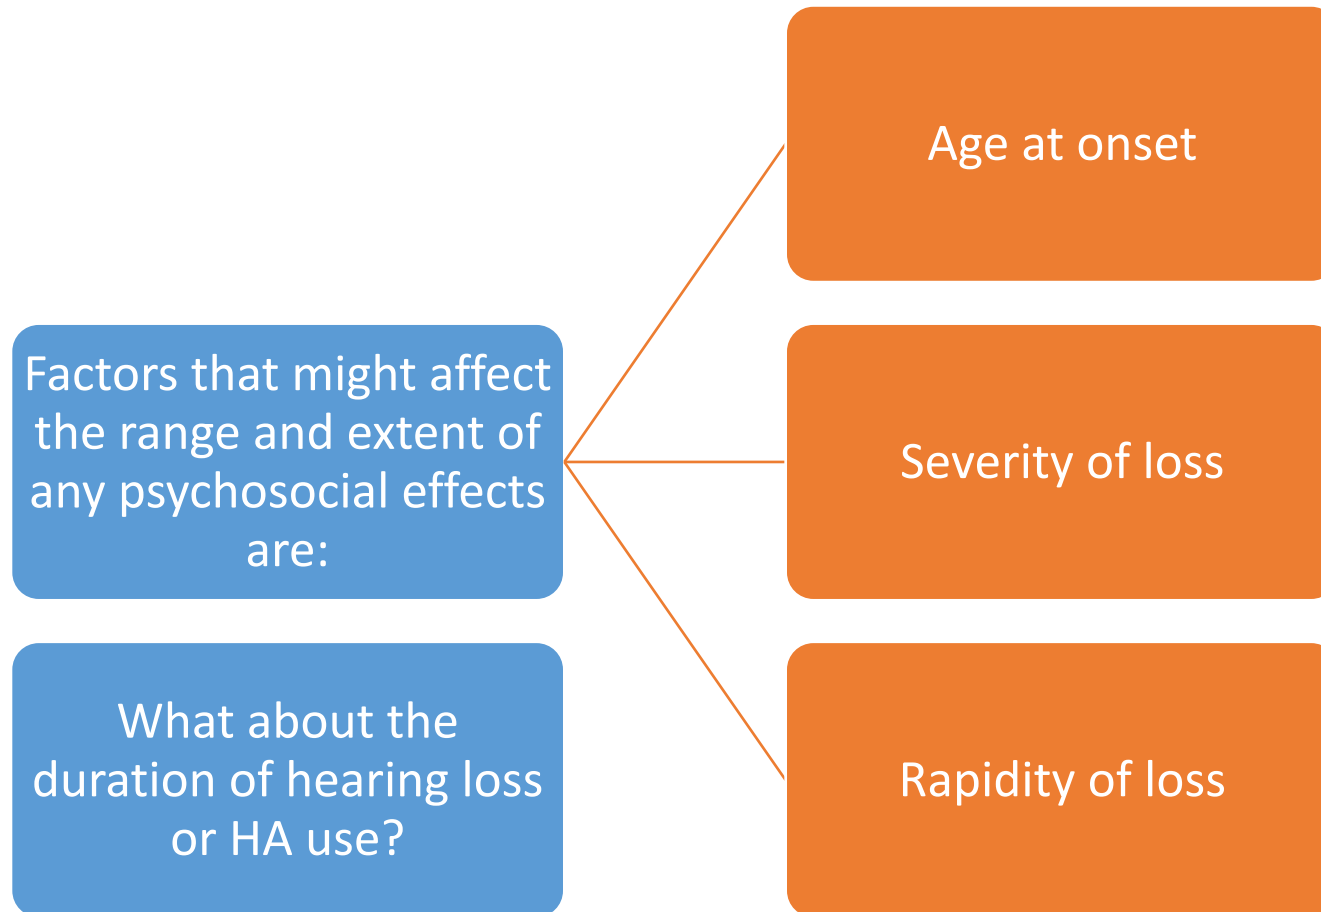 Factors that might affect
the range and extent of
any psychosocial effects
are:
Age at onset
Severity of loss
Rapidity of loss
What about the
duration of hearing loss
or HA use?